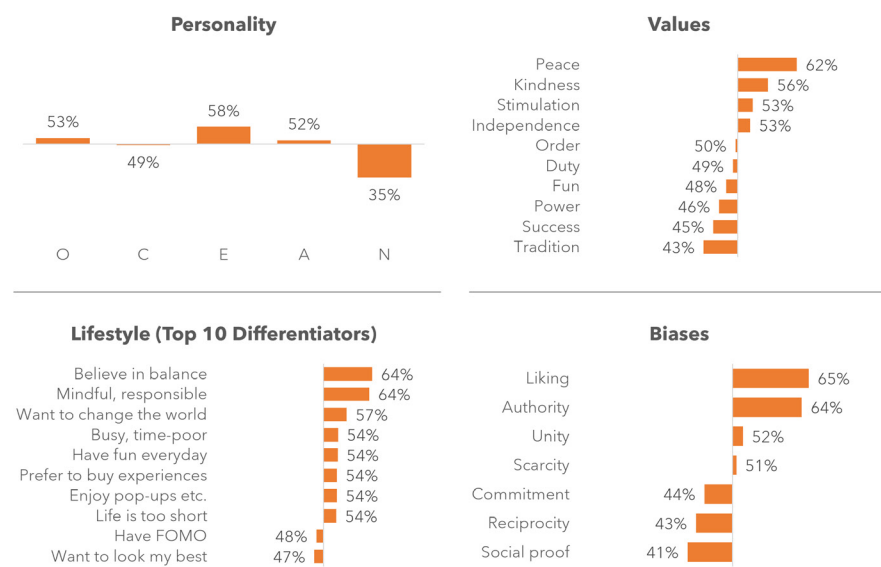 Personality
53%
49%
58%
52%
35%
O C E A N
Values
Peace 62%
Kindness 56%
Stimulation 53%
Independence 53%
Order 50%
Duty 49%
Fun 48%
Power 46%
Success 45%
Tradition 43%
Lifestyle (Top 10 Differentiators)
Believe in balance 64%
Mindful, responsible 64%
Want to change the world 57%
Busy, time-poor 54%
Have fun everyday 54%
Prefer to buy experiences 54%
Enjoy pop-ups etc. 54%
Life is too short 54%
Have FOMO 48%
Want to look my best 47%
Biases
Liking 65%
Authority 64%
Unity 52%
Scarcity 51%
Commitment 44%
Reciprocity 43%
Social proof 41%